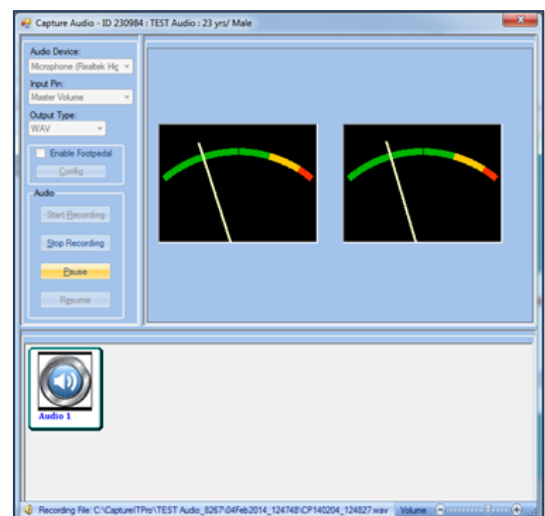 Capture Audio - ID 230984 : TEST Audio : 23 yrs/ Male
Audio Device:
Microphone (Realtek Hig
Input Pin:
Master Volume
Output Type:
WAV
Enable Footpedal
Config
Audio
Start Recording
Stop Recording
Pause
Resume
Audio 1
Recording File: C:\CaptureITPro\TEST Audio_8267\04Feb2014_124748\CP140204_124827.wav
Volume